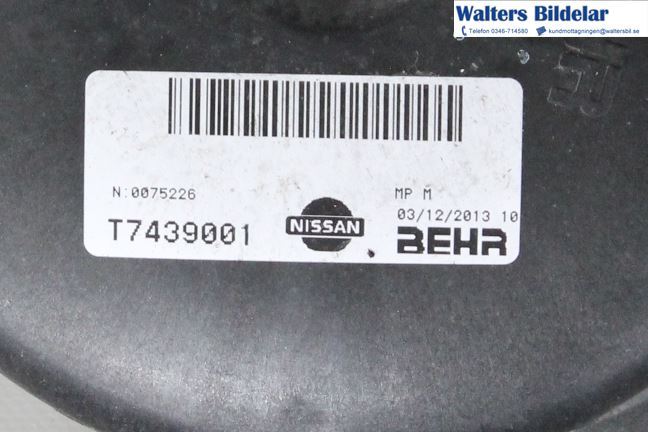 Walters Bildelar
Telefon 0346-714580 kundmottagningen@waltersbil.se
N:0075226
MP M
03/12/2013 10
T7439001
NISSAN
BEHR